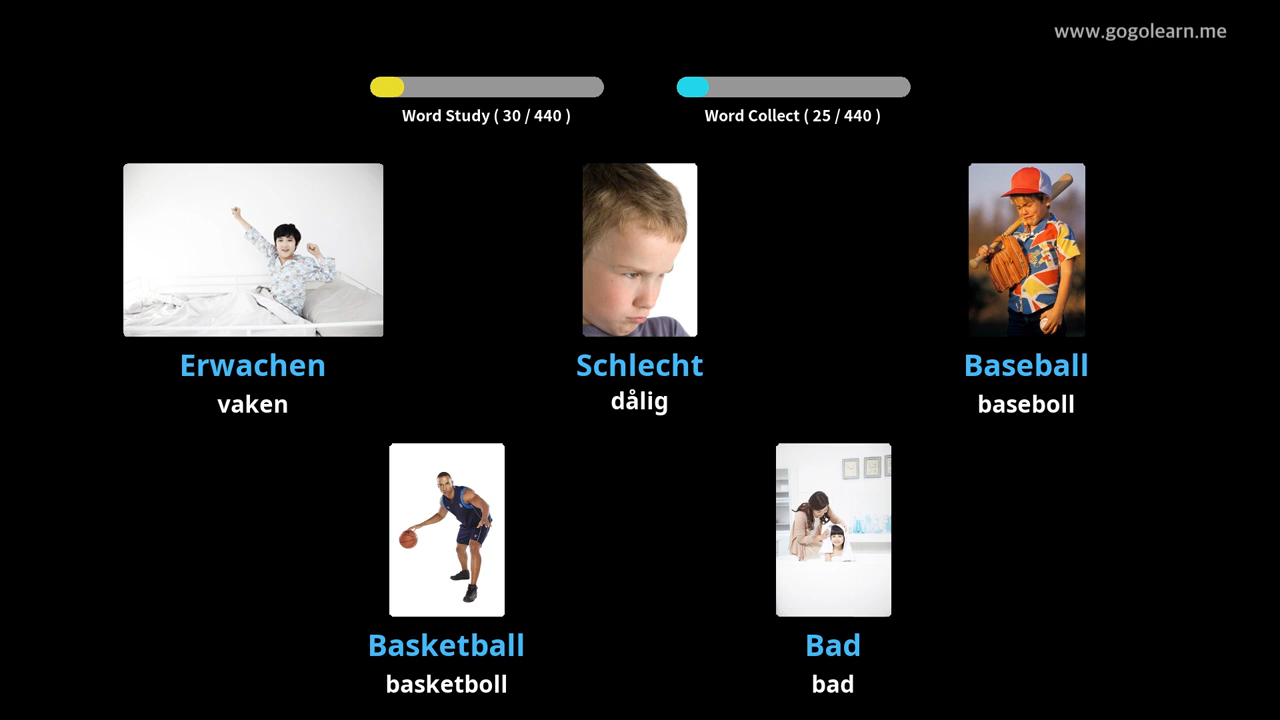 www.gogolearn.me
Word Study ( 30 / 440 )
Word Collect ( 25 / 440 )
Erwachen
vaken
Schlecht
dålig
Baseball
baseboll
Basketball
basketboll
Bad
bad